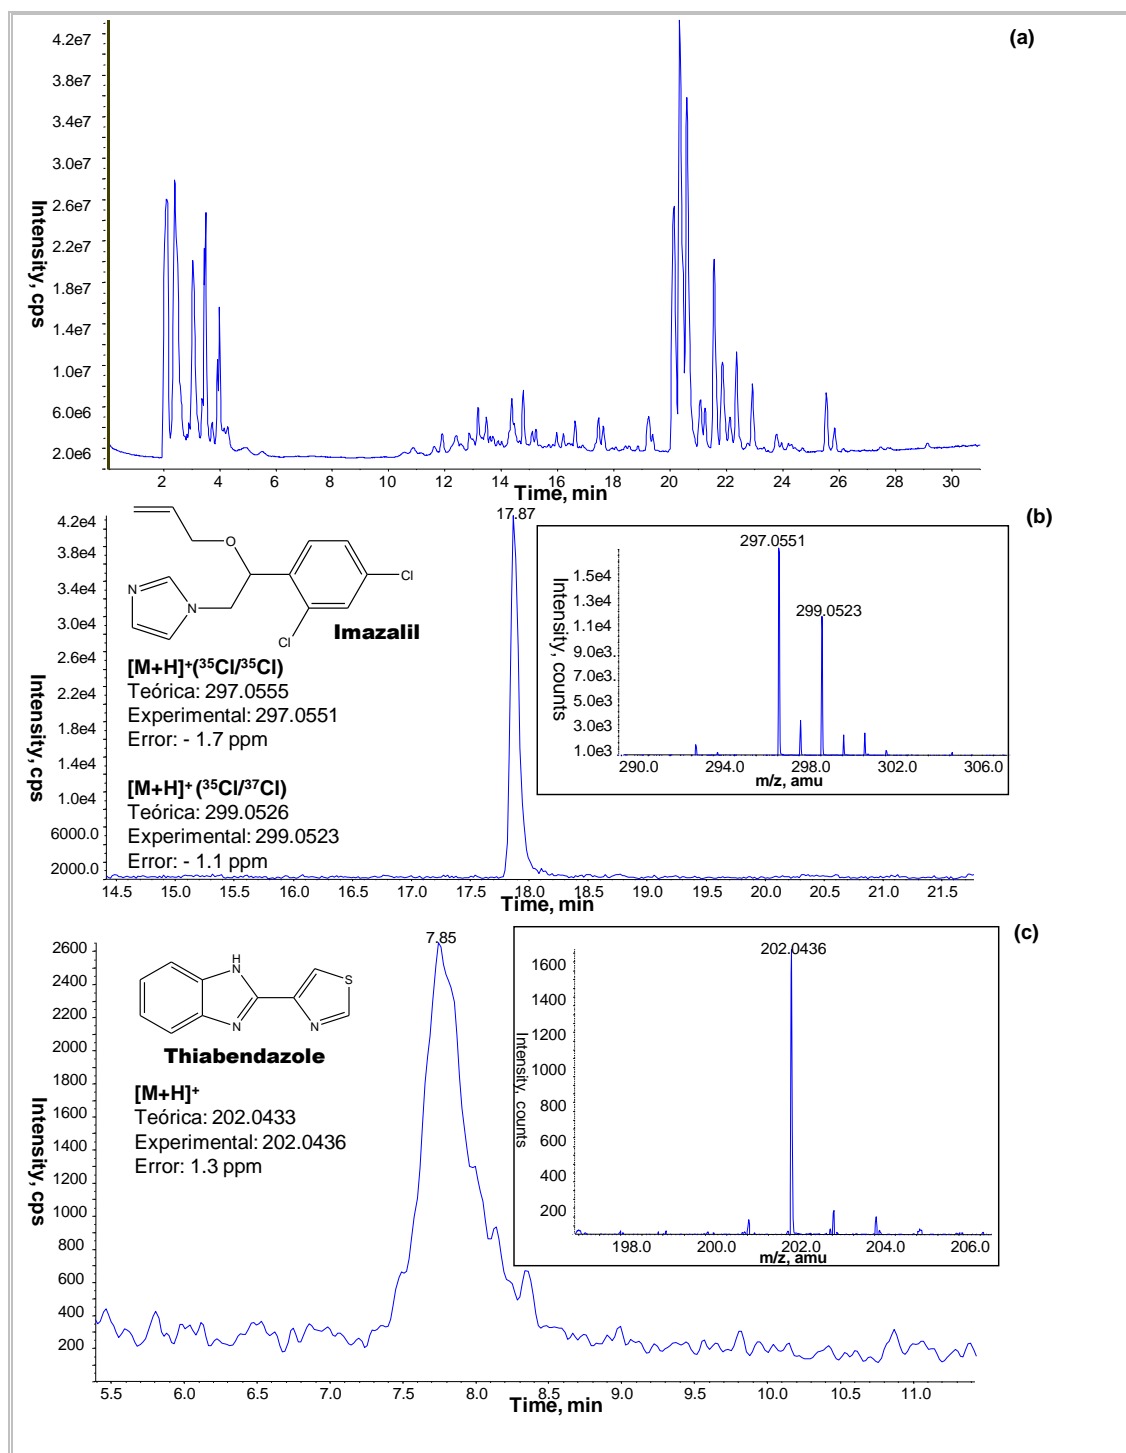 (a)
4.2e7
3.8e7
3.4e7
3.0e7
2.6e7
2.2e7
1.8e7
1.4e7
1.0e7
6.0e6
2.0e6
Intensity, cps
2 4 6 8 10 12 14 16 18 20 22 24 26 28 30
Time, min
(b)
17.87
4.2e4
3.8e4
3.4e4
3.0e4
2.6e4
2.2e4
1.8e4
1.4e4
1.0e4
6000.0
2000.0
Intensity, cps
O
N
N
Cl
Cl
Imazalil
[M+H]⁺(³⁵Cl/³⁵Cl)
Teórica: 297.0555
Experimental: 297.0551
Error: - 1.7 ppm
[M+H]⁺ (³⁵Cl/³⁷Cl)
Teórica: 299.0526
Experimental: 299.0523
Error: - 1.1 ppm
297.0551
299.0523
1.5e4
1.3e4
1.1e4
9.0e3
7.0e3
5.0e3
3.0e3
1.0e3
Intensity, counts
290.0 294.0 298.0 302.0 306.0
m/z, amu
14.5 15.0 15.5 16.0 16.5 17.0 17.5 18.0 18.5 19.0 19.5 20.0 20.5 21.0 21.5
Time, min
(c)
7.85
2600
2400
2200
2000
1800
1600
1400
1200
1000
800
600
400
200
Intensity, cps
H
N
N
S
N
Thiabendazole
[M+H]⁺
Teórica: 202.0433
Experimental: 202.0436
Error: 1.3 ppm
202.0436
1600
1400
1200
1000
800
600
400
200
Intensity, counts
198.0 200.0 202.0 204.0 206.0
m/z, amu
5.5 6.0 6.5 7.0 7.5 8.0 8.5 9.0 9.5 10.0 10.5 11.0
Time, min